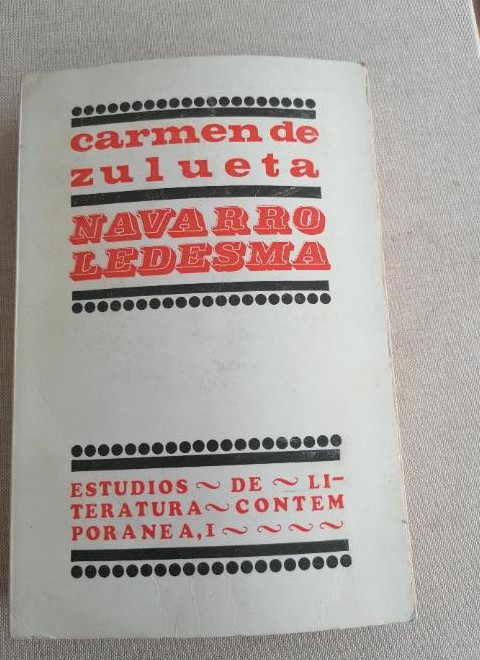 carmen de
zulueta
NAVARRO
LEDESMA
ESTUDIOS ~ DE ~ LI-
TERATURA ~ CONTEM
PORANEA, I ~ ~ ~ ~